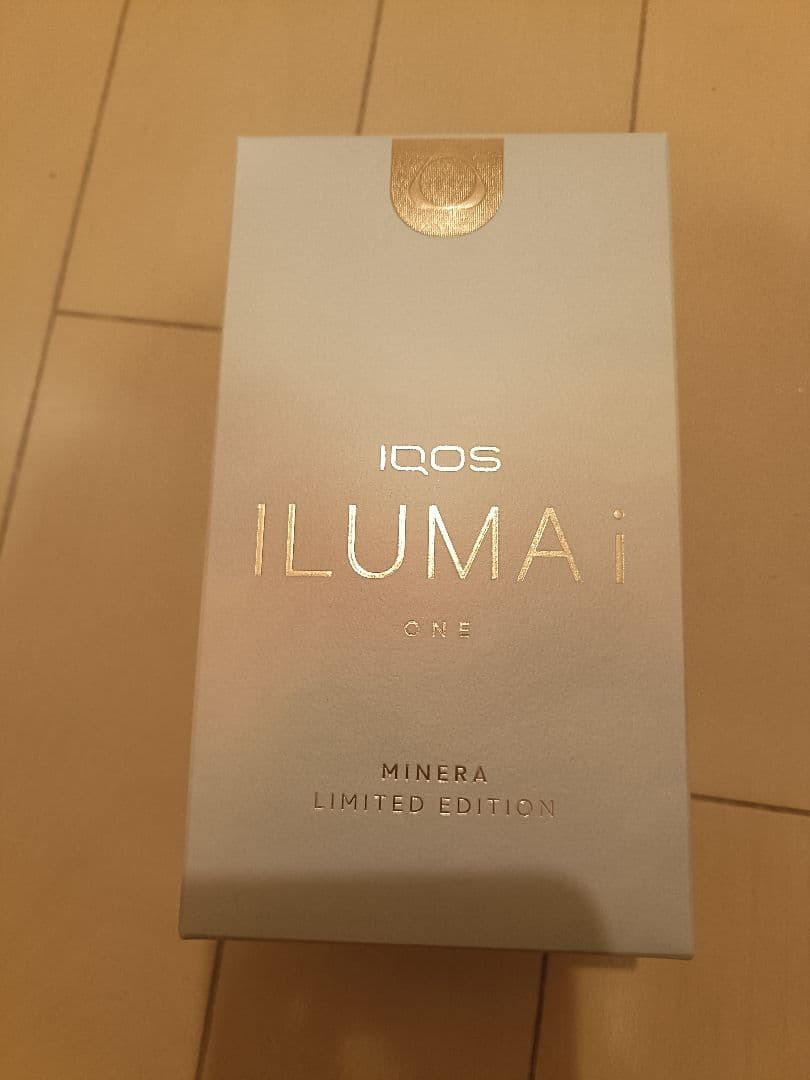 IQOS
ILUMA i
ONE
MINERA
LIMITED EDITION